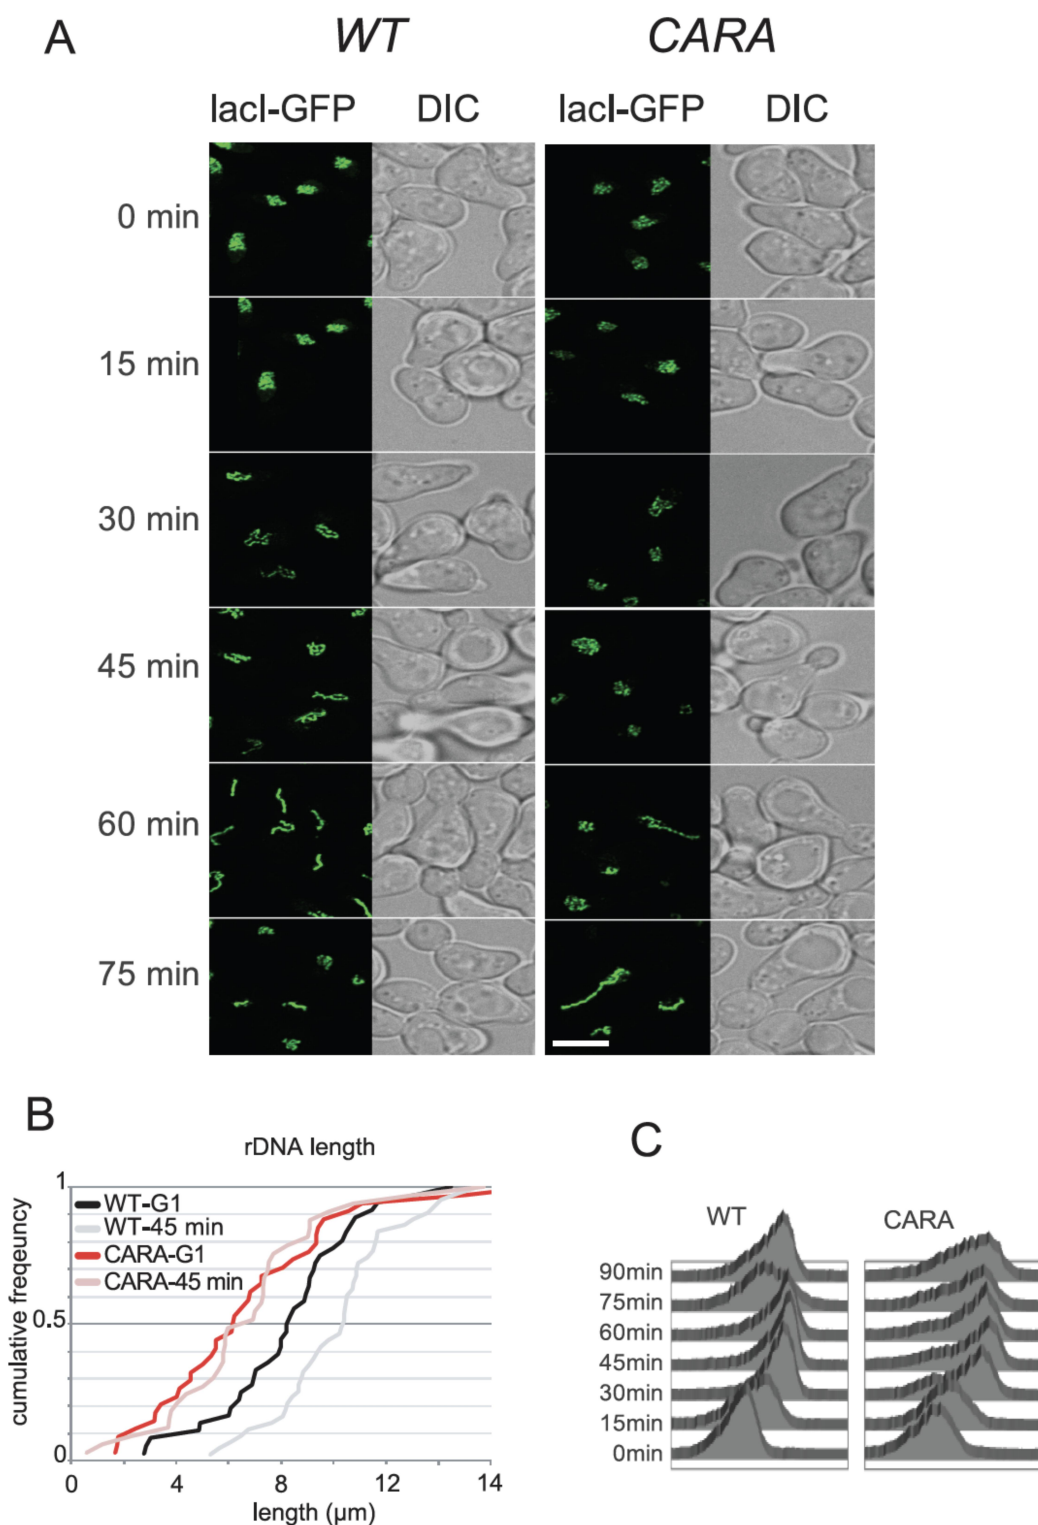 A
WT
CARA
lacI-GFP
DIC
lacI-GFP
DIC
0 min
15 min
30 min
45 min
60 min
75 min
B
rDNA length
cumulative freqeuncy
1
0.5
0
WT-G1
WT-45 min
CARA-G1
CARA-45 min
0
4
8
12
14
length (µm)
C
WT
CARA
90min
75min
60min
45min
30min
15min
0min